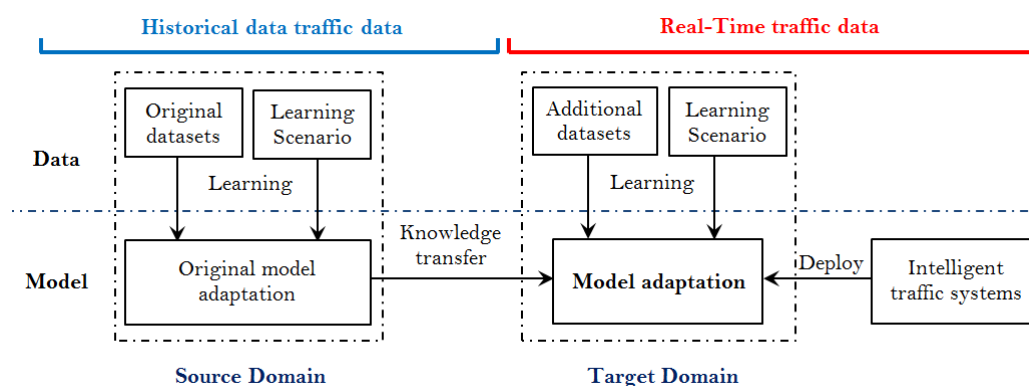 Historical data traffic data
Real-Time traffic data
Original
datasets
Learning
Scenario
Additional
datasets
Learning
Scenario
Data
Learning
Learning
Model
Original model
adaptation
Knowledge
transfer
Model adaptation
Deploy
Intelligent
traffic systems
Source Domain
Target Domain